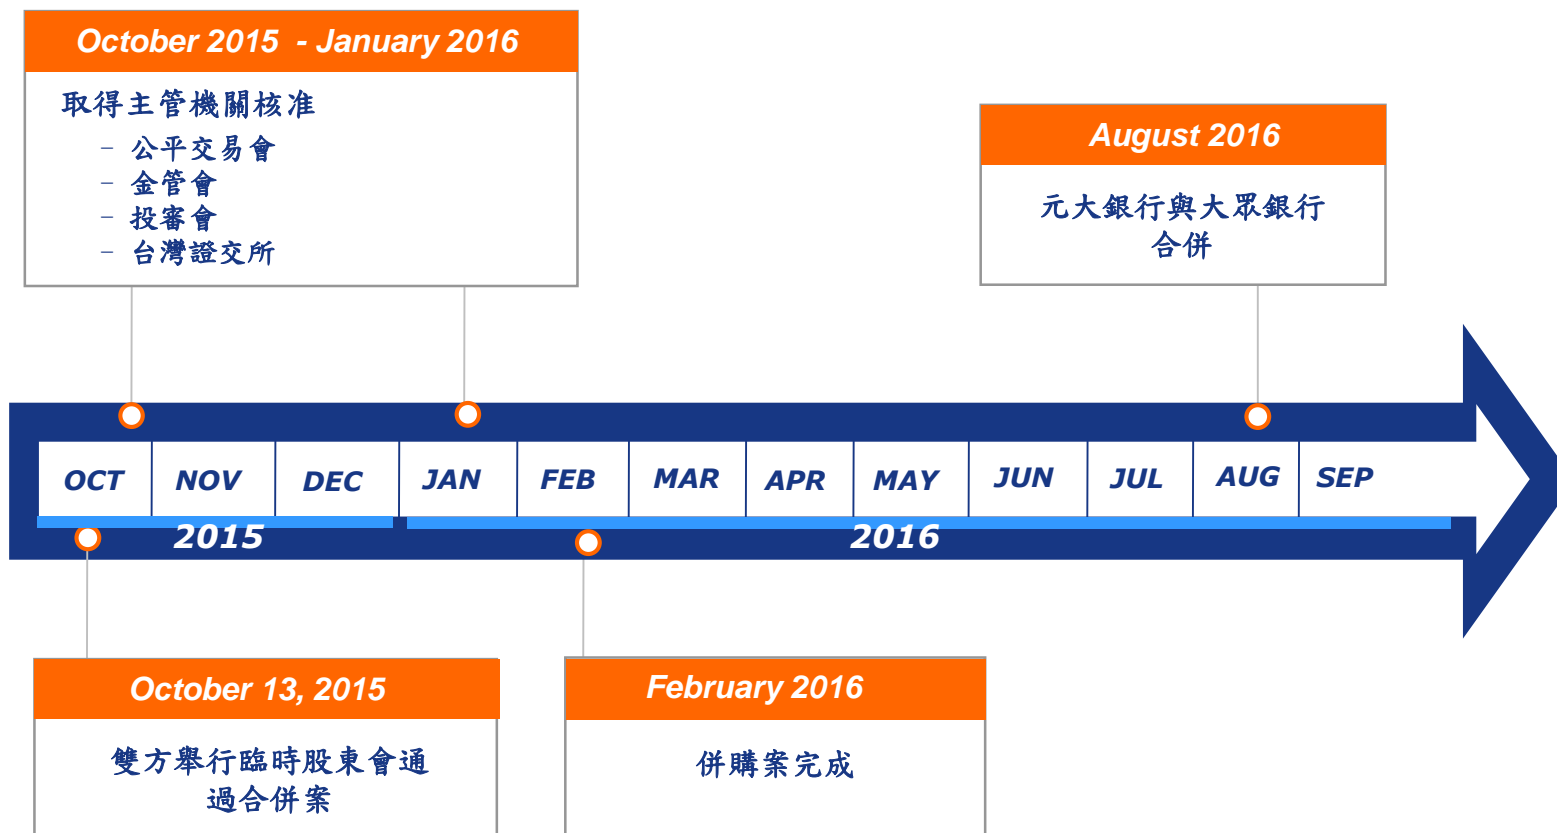 October 2015 - January 2016
取得主管機關核准
– 公平交易會
– 金管會
– 投審會
– 台灣證交所
August 2016
元大銀行與大眾銀行
合併
OCT NOV DEC JAN FEB MAR APR MAY JUN JUL AUG SEP
2015 2016
October 13, 2015
雙方舉行臨時股東會通
過合併案
February 2016
併購案完成